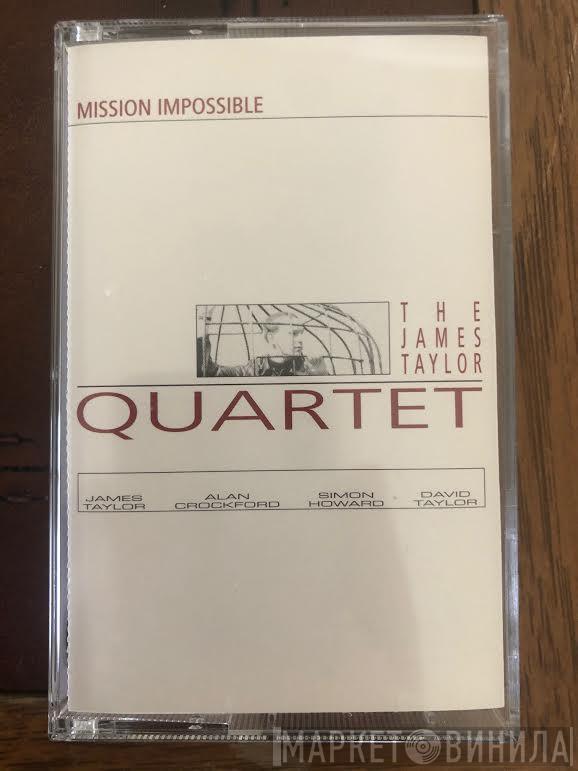 MISSION IMPOSSIBLE
THE
JAMES
TAYLOR
QUARTET
JAMES TAYLOR
ALAN CROCKFORD
SIMON HOWARD
DAVID TAYLOR
МАРКЕТ ВИНИЛА